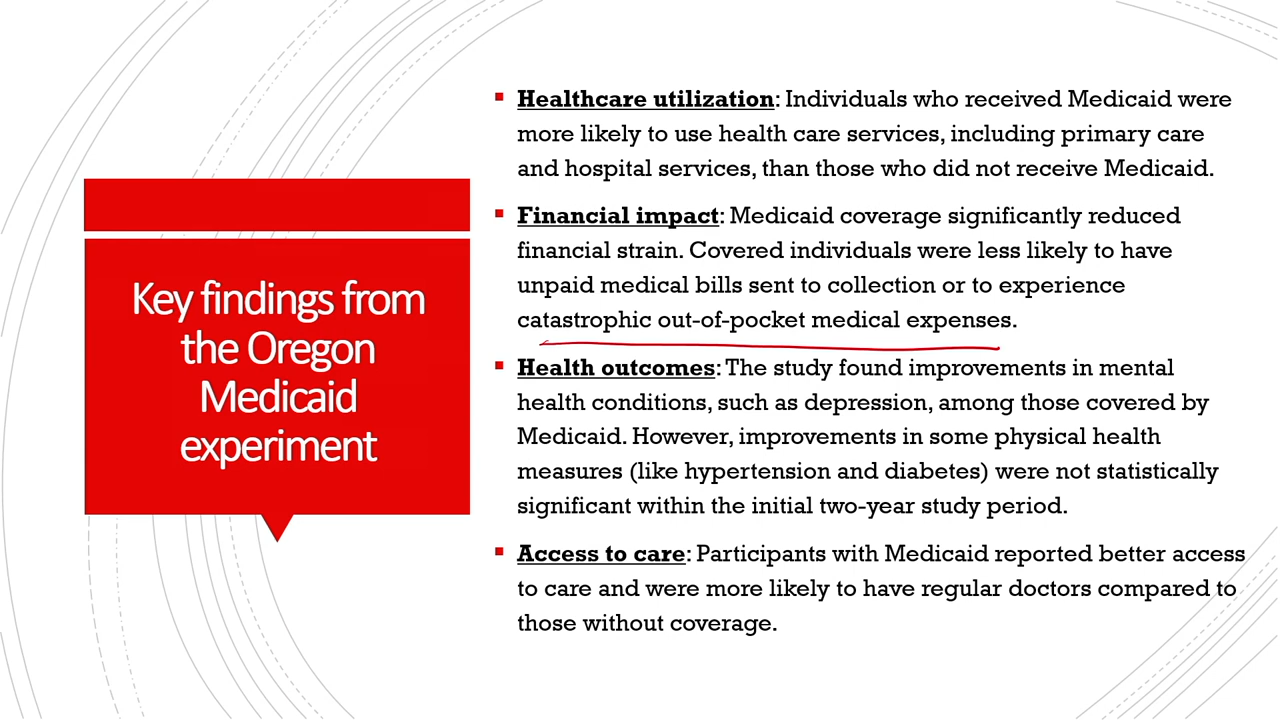 Key findings from
the Oregon
Medicaid
experiment
Healthcare utilization: Individuals who received Medicaid were
more likely to use health care services, including primary care
and hospital services, than those who did not receive Medicaid.
Financial impact: Medicaid coverage significantly reduced
financial strain. Covered individuals were less likely to have
unpaid medical bills sent to collection or to experience
catastrophic out-of-pocket medical expenses.
Health outcomes: The study found improvements in mental
health conditions, such as depression, among those covered by
Medicaid. However, improvements in some physical health
measures (like hypertension and diabetes) were not statistically
significant within the initial two-year study period.
Access to care: Participants with Medicaid reported better access
to care and were more likely to have regular doctors compared to
those without coverage.